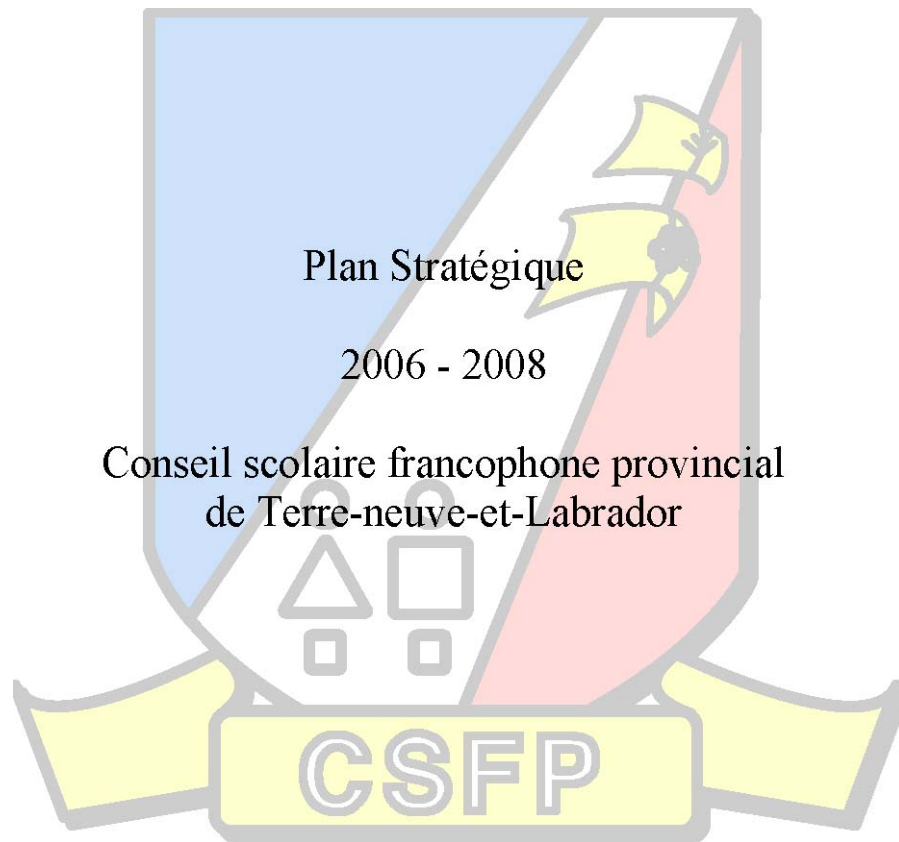 Plan Stratégique
2006 - 2008
Conseil scolaire francophone provincial
de Terre-neuve-et-Labrador
CSFP